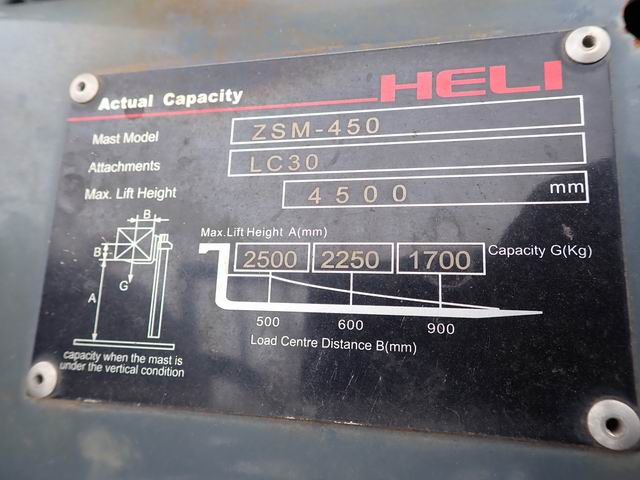 HELI
Actual Capacity
Mast Model ZSM-450
Attachments LC30
Max. Lift Height 4500 mm
B
B
A
G
Max.Lift Height A(mm)
2500 2250 1700 Capacity G(Kg)
500 600 900
Load Centre Distance B(mm)
capacity when the mast is
under the vertical condition